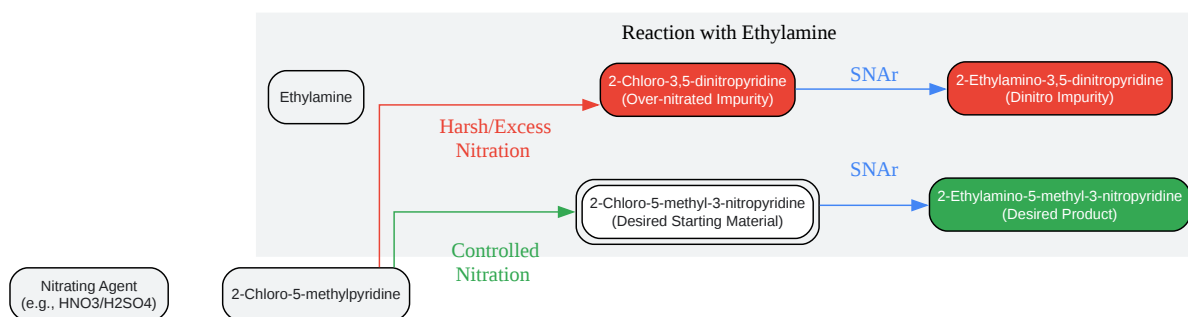 Reaction with Ethylamine
Ethylamine
2-Chloro-3,5-dinitropyridine
(Over-nitrated Impurity)
SNAr
2-Ethylamino-3,5-dinitropyridine
(Dinitro Impurity)
Harsh/Excess
Nitration
2-Chloro-5-methyl-3-nitropyridine
(Desired Starting Material)
SNAr
2-Ethylamino-5-methyl-3-nitropyridine
(Desired Product)
Controlled
Nitration
Nitrating Agent
(e.g., HNO3/H2SO4)
2-Chloro-5-methylpyridine